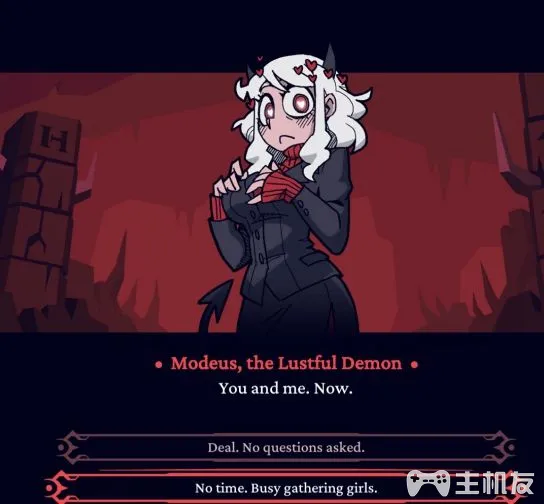 H
• Modeus, the Lustful Demon •
You and me. Now.
Deal. No questions asked.
No time. Busy gathering girls.
主机友